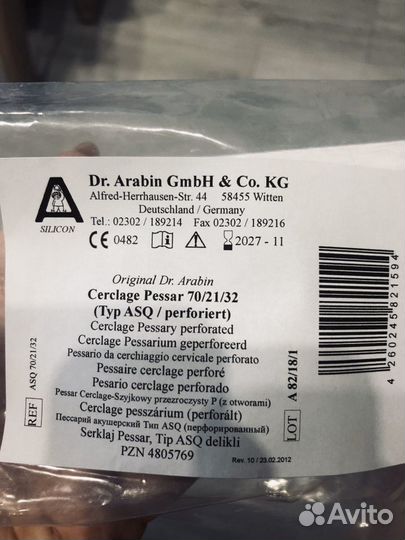 A
SILICON
Dr. Arabin GmbH & Co. KG
Alfred-Herrhausen-Str. 44 58455 Witten
Deutschland / Germany
Tel.: 02302 / 189214 Fax 02302 / 189216
CE 0482 2027 - 11
Original Dr. Arabin
Cerclage Pessar 70/21/32
(Typ ASQ / perforiert)
Cerclage Pessary perforated
Cerclage Pessarium geperforeerd
Pessario da cerchiaggio cervicale perforato
Pessaire cerclage perforé
Pesario cerclage perforado
Pessar Cerclage-Szyjkowy przezroczysty P (z otworami)
Cerclage pesszárium (perforált)
Пессарий акушерский Тип ASQ (перфорированный)
Serklaj Pessar, Tip ASQ delikli
PZN 4805769
Rev. 10 / 23.02.2012
REF ASQ 70/21/32
LOT A 82/18/1
4 260245 821594
Avito